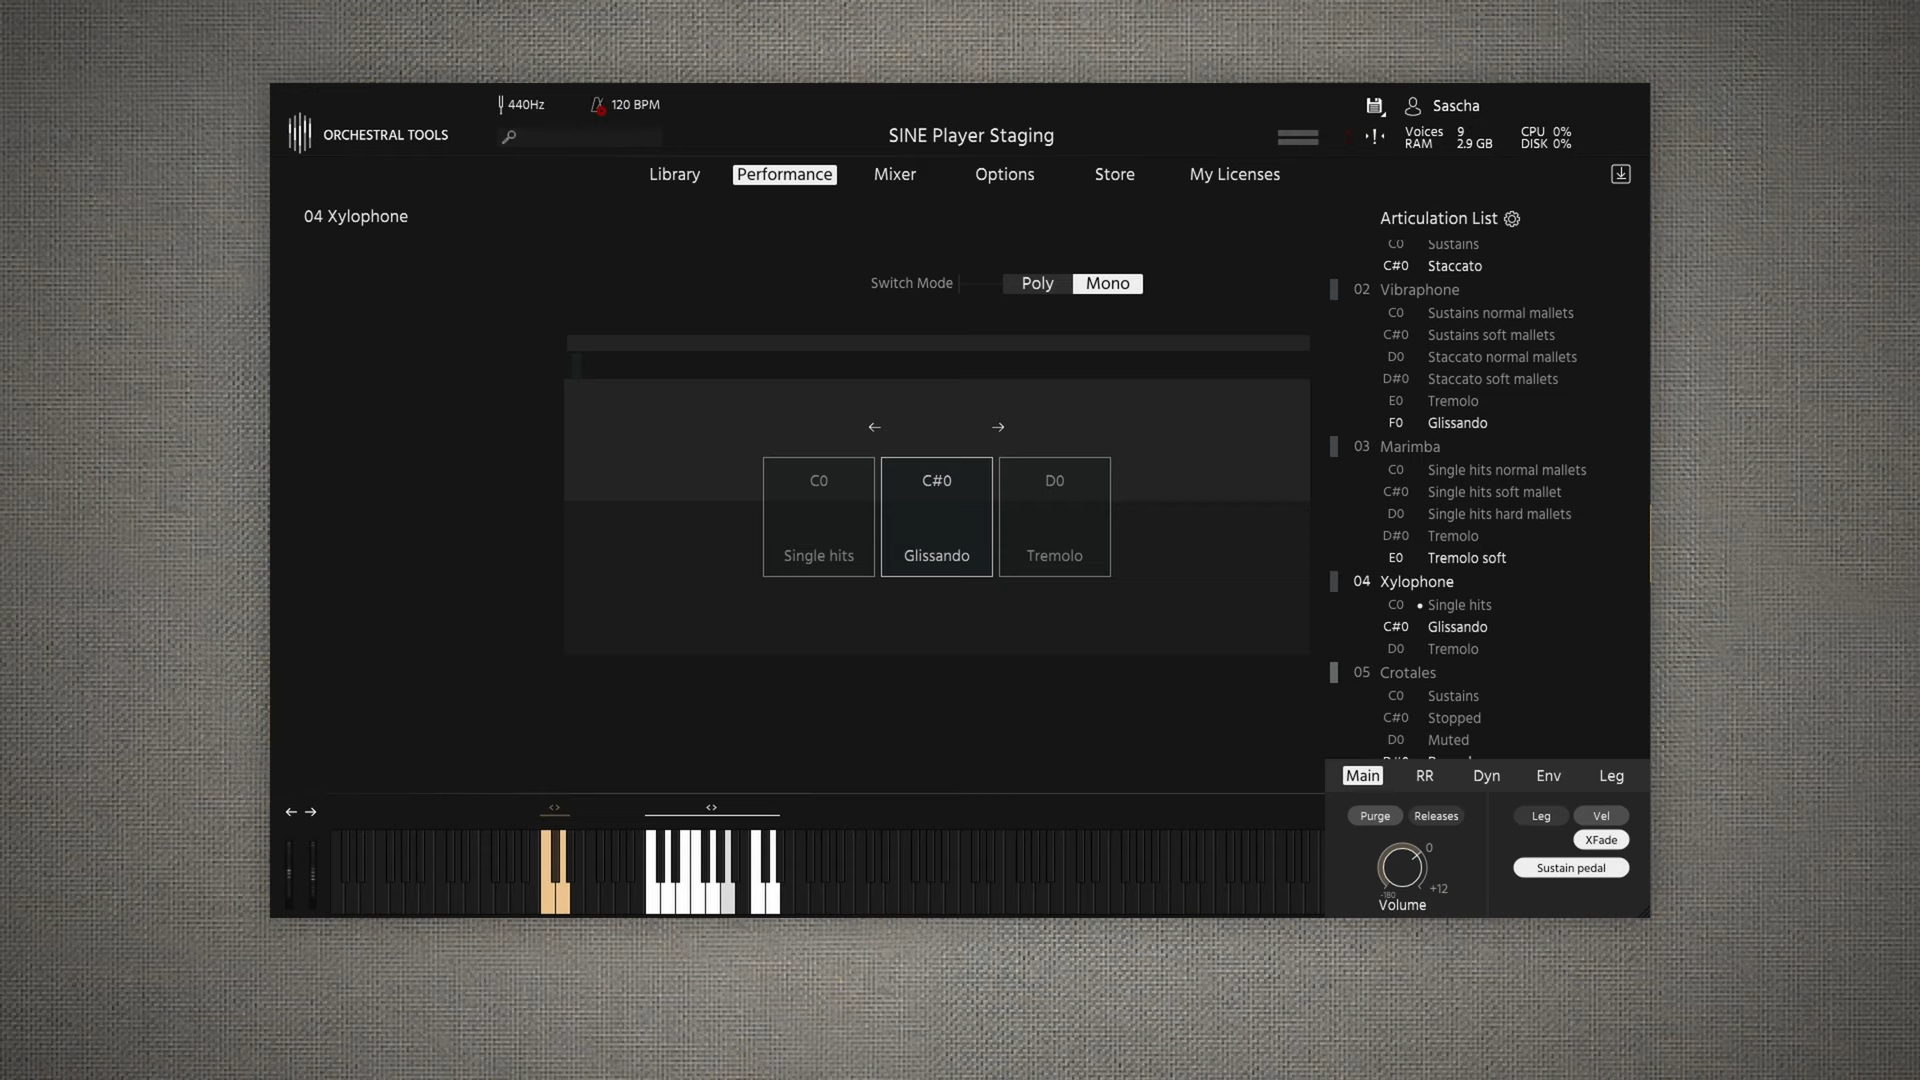 440Hz
120 BPM
Sascha
ORCHESTRAL TOOLS
SINE Player Staging
Voices 9
RAM 2.9 GB
CPU 0%
DISK 0%
Library
Performance
Mixer
Options
Store
My Licenses
04 Xylophone
Articulation List
C0 Sustains
C#0 Staccato
Switch Mode
Poly
Mono
02 Vibraphone
C0 Sustains normal mallets
C#0 Sustains soft mallets
D0 Staccato normal mallets
D#0 Staccato soft mallets
E0 Tremolo
F0 Glissando
03 Marimba
C0 Single hits normal mallets
C#0 Single hits soft mallet
D0 Single hits hard mallets
D#0 Tremolo
E0 Tremolo soft
C0
Single hits
C#0
Glissando
D0
Tremolo
04 Xylophone
C0 Single hits
C#0 Glissando
D0 Tremolo
05 Crotales
C0 Sustains
C#0 Stopped
D0 Muted
Main
RR
Dyn
Env
Leg
Purge
Releases
Leg
Vel
XFade
Sustain pedal
0
-180
+12
Volume